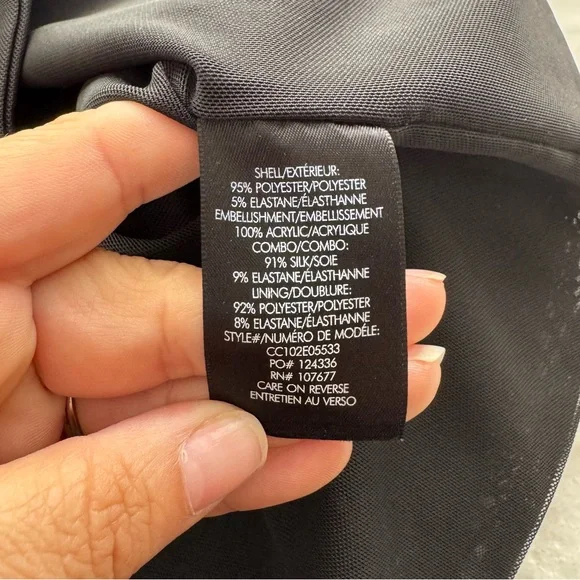 SHELL/EXTÉRIEUR:
95% POLYESTER/POLYESTER
5% ELASTANE/ÉLASTHANNE
EMBELLISHMENT/EMBELLISSEMENT
100% ACRYLIC/ACRYLIQUE
COMBO/COMBO:
91% SILK/SOIE
9% ELASTANE/ÉLASTHANNE
LINING/DOUBLURE:
92% POLYESTER/POLYESTER
8% ELASTANE/ÉLASTHANNE
STYLE#/NUMÉRO DE MODÉLE:
CC102E05533
PO# 124336
RN# 107677
CARE ON REVERSE
ENTRETIEN AU VERSO